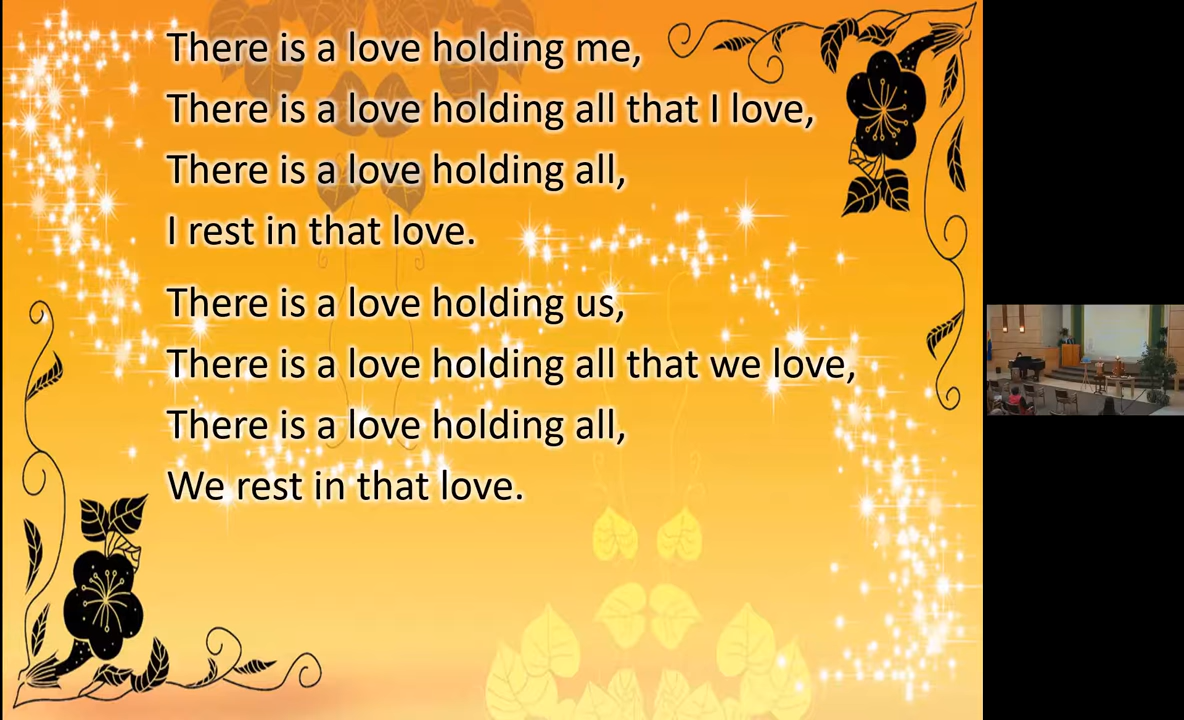 There is a love holding me,
There is a love holding all that I love,
There is a love holding all,
I rest in that love.
There is a love holding us,
There is a love holding all that we love,
There is a love holding all,
We rest in that love.